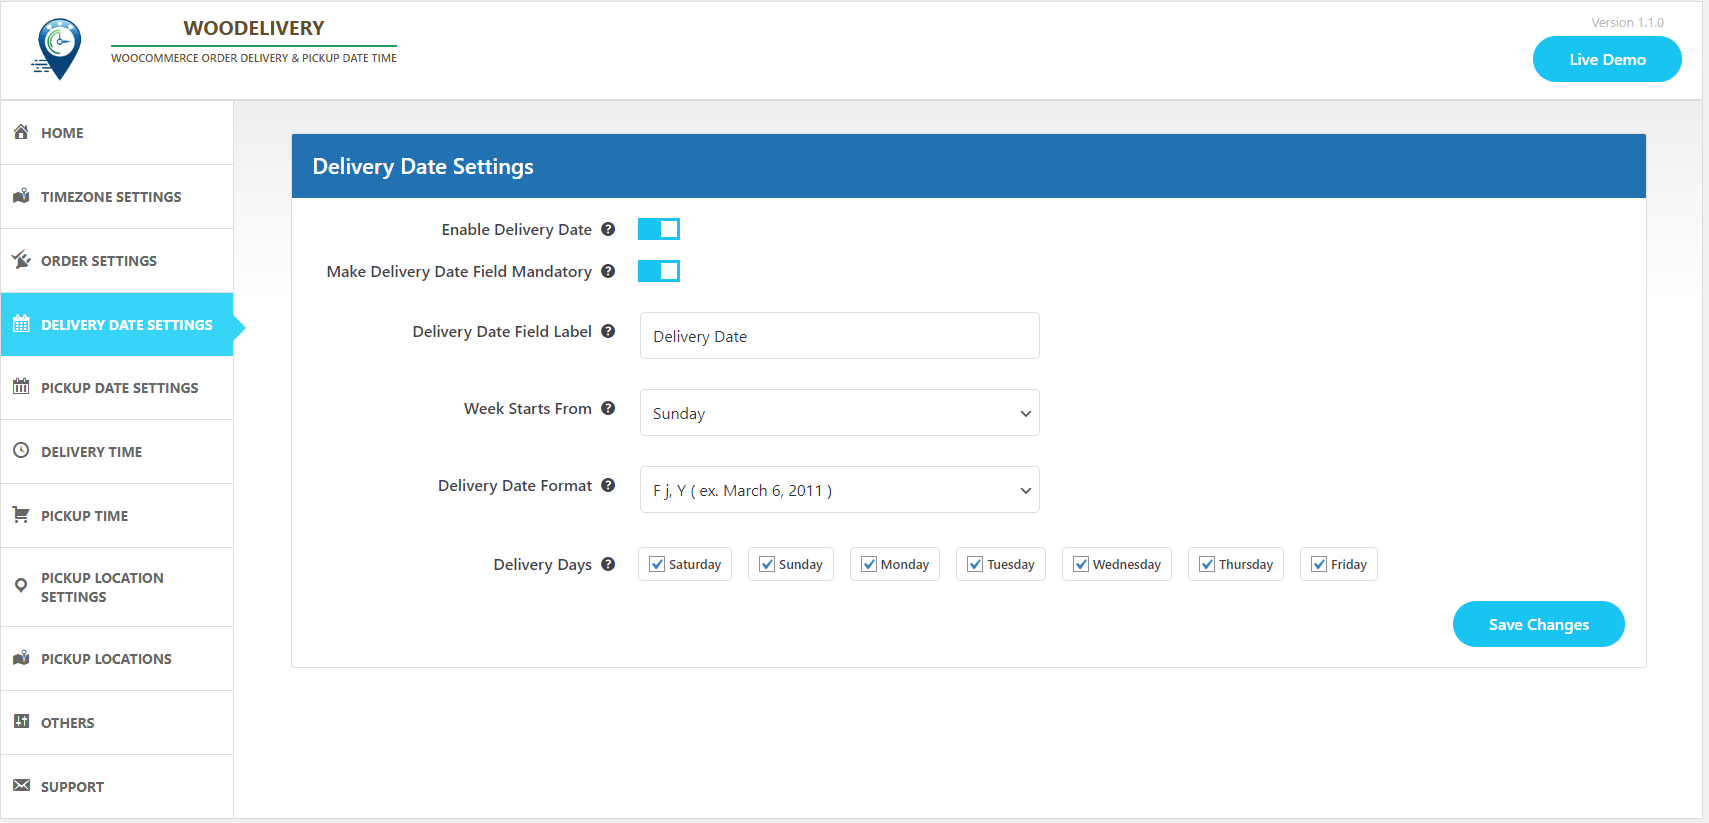 WOODELIVERY
WOOCOMMERCE ORDER DELIVERY & PICKUP DATE TIME
Version 1.1.0
Live Demo
HOME
TIMEZONE SETTINGS
ORDER SETTINGS
DELIVERY DATE SETTINGS
PICKUP DATE SETTINGS
DELIVERY TIME
PICKUP TIME
PICKUP LOCATION
SETTINGS
PICKUP LOCATIONS
OTHERS
SUPPORT
Delivery Date Settings
Enable Delivery Date ?
Make Delivery Date Field Mandatory ?
Delivery Date Field Label ? Delivery Date
Week Starts From ? Sunday
Delivery Date Format ? F j, Y ( ex. March 6, 2011 )
Delivery Days ? Saturday Sunday Monday Tuesday Wednesday Thursday Friday
Save Changes